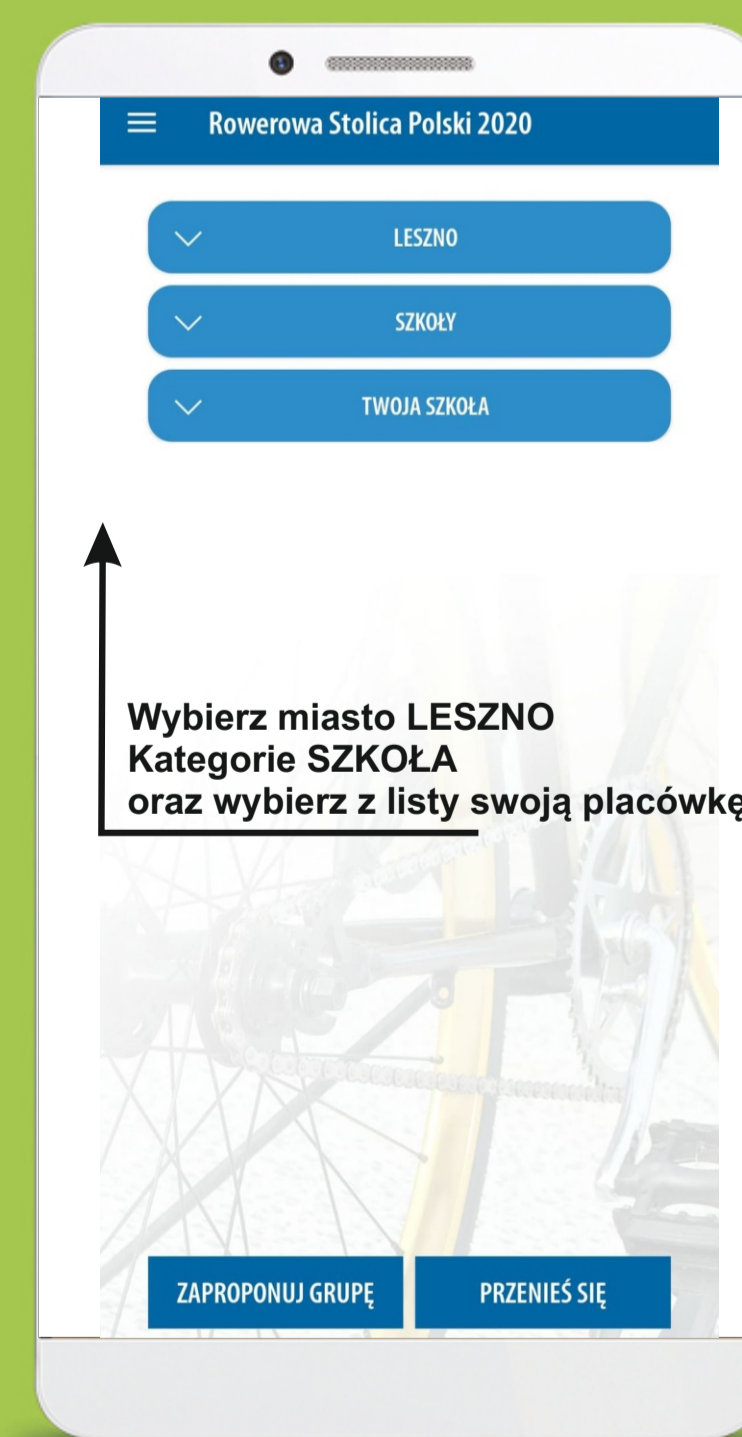 Rowerowa Stolica Polski 2020
LESZNO
SZKOŁY
TWOJA SZKOŁA
Wybierz miasto LESZNO
Kategorie SZKOŁA
oraz wybierz z listy swoją placówkę
ZAPROPONUJ GRUPĘ
PRZENIEŚ SIĘ